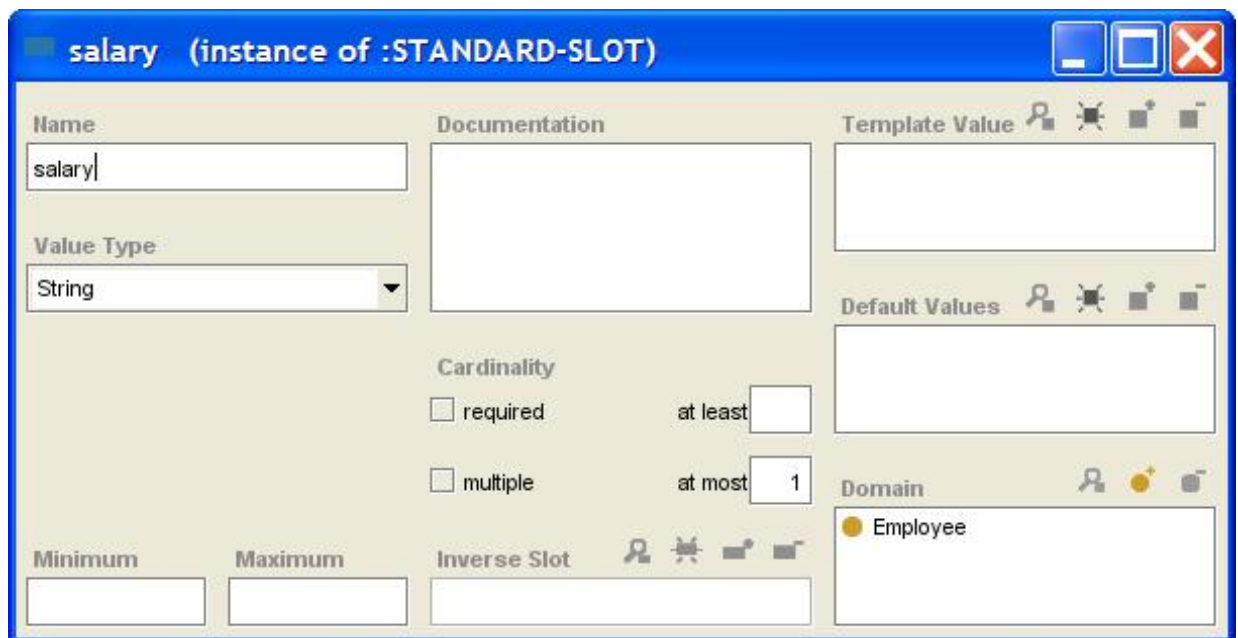 salary (instance of :STANDARD-SLOT)
Name
salary
Value Type
String
Documentation
Cardinality
required at least
multiple at most 1
Minimum Maximum
Inverse Slot
Template Value
Default Values
Domain
Employee